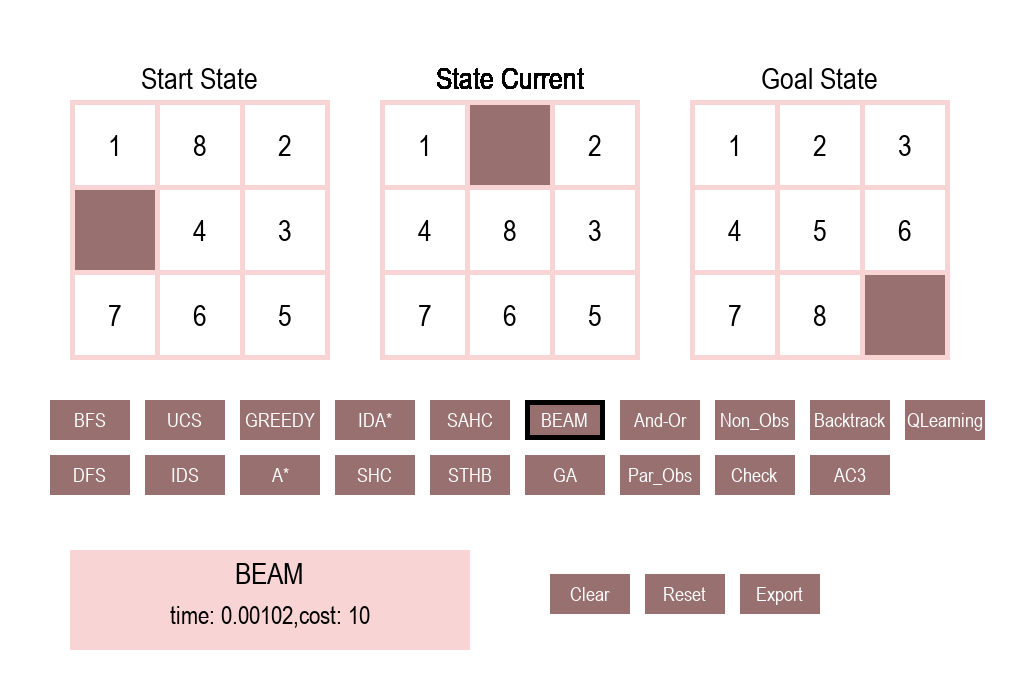 Start State State Current Goal State
1 8 2 1 2 1 2 3
4 3 4 8 3 4 5 6
7 6 5 7 6 5 7 8
BFS UCS GREEDY IDA* SAHC BEAM And-Or Non_Obs Backtrack QLearning
DFS IDS A* SHC STHB GA Par_Obs Check AC3
BEAM
time: 0.00102,cost: 10
Clear Reset Export